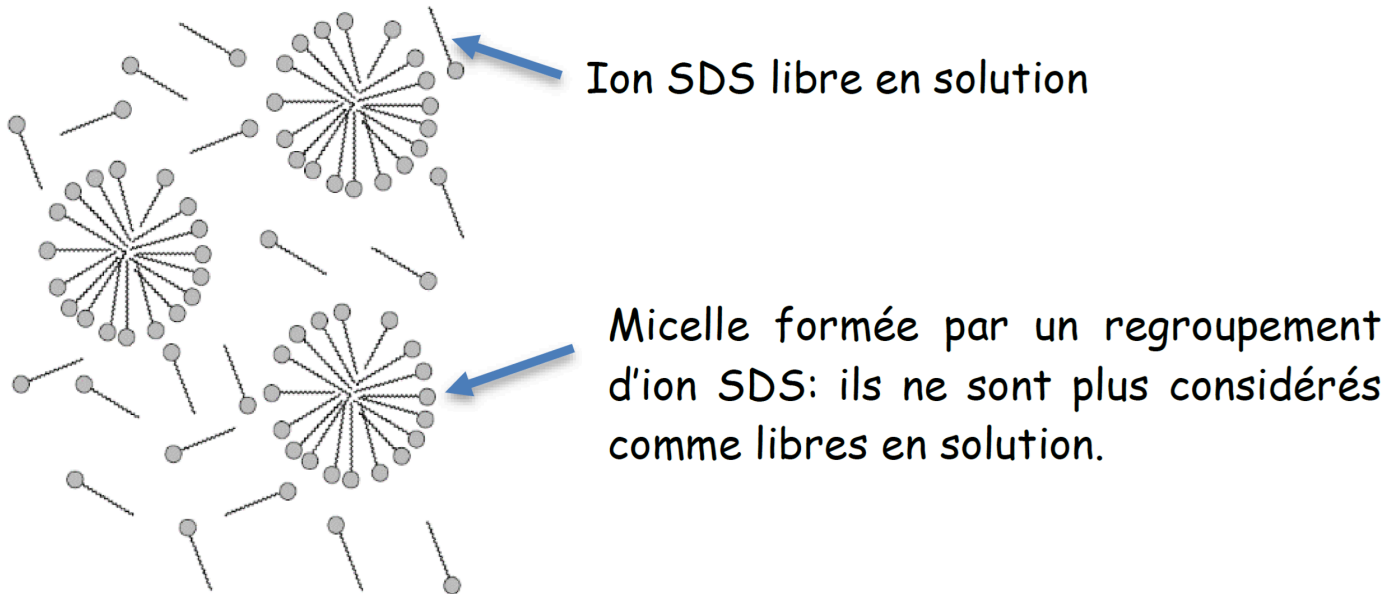 Ion SDS libre en solution
Micelle formée par un regroupement
d'ion SDS: ils ne sont plus considérés
comme libres en solution.